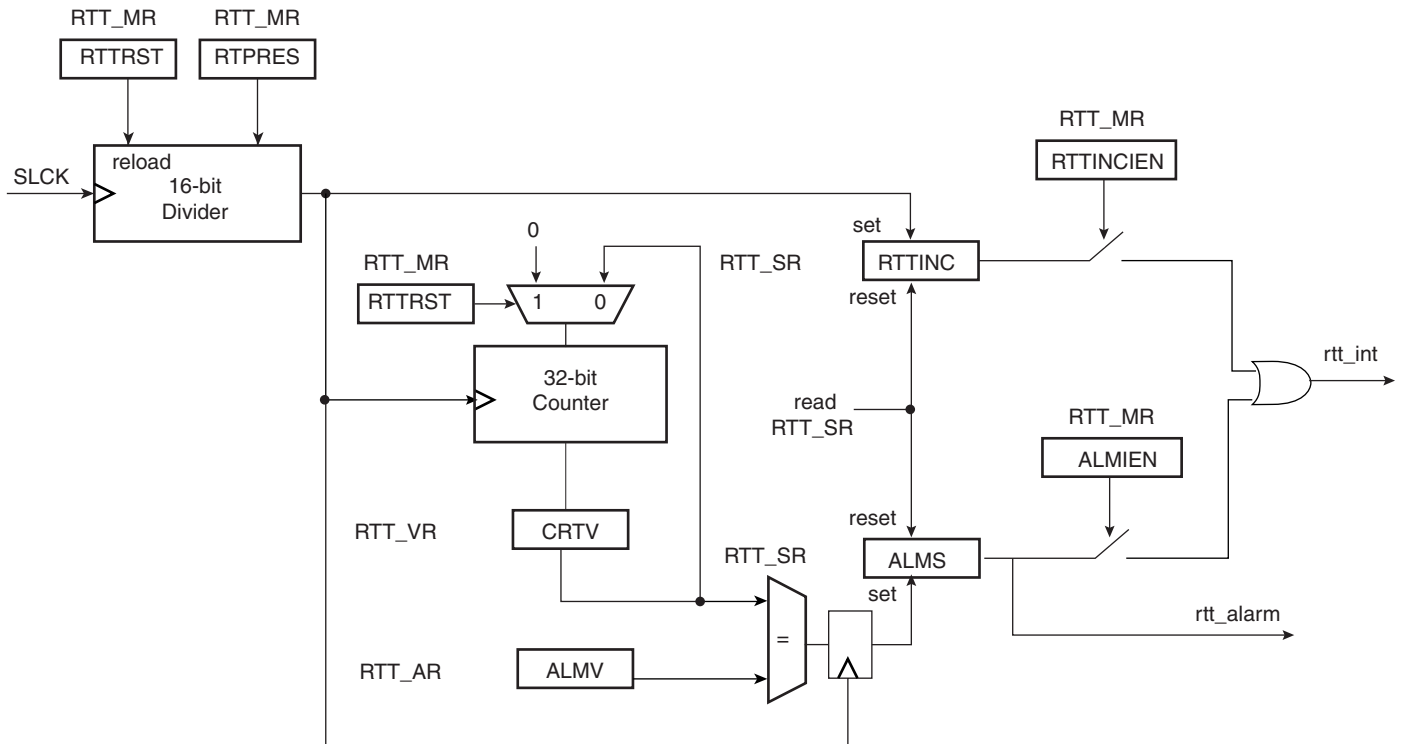 RTT_MR
RTT_MR
RTTRST
RTPRES
reload
16-bit
Divider
SLCK
RTT_MR
RTTINCIEN
0
set
RTT_MR
RTT_SR
RTTINC
RTTRST
1
0
reset
32-bit
Counter
read
RTT_SR
rtt_int
RTT_MR
ALMIEN
RTT_VR
CRTV
reset
RTT_SR
ALMS
set
rtt_alarm
=
RTT_AR
ALMV